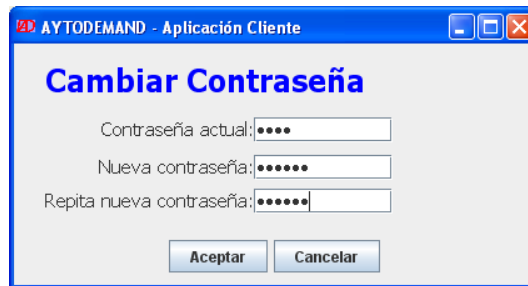 AYTODEMAND - Aplicación Cliente
Cambiar Contraseña
Contraseña actual: ••••
Nueva contraseña: ••••••
Repita nueva contraseña: ••••••
Aceptar Cancelar